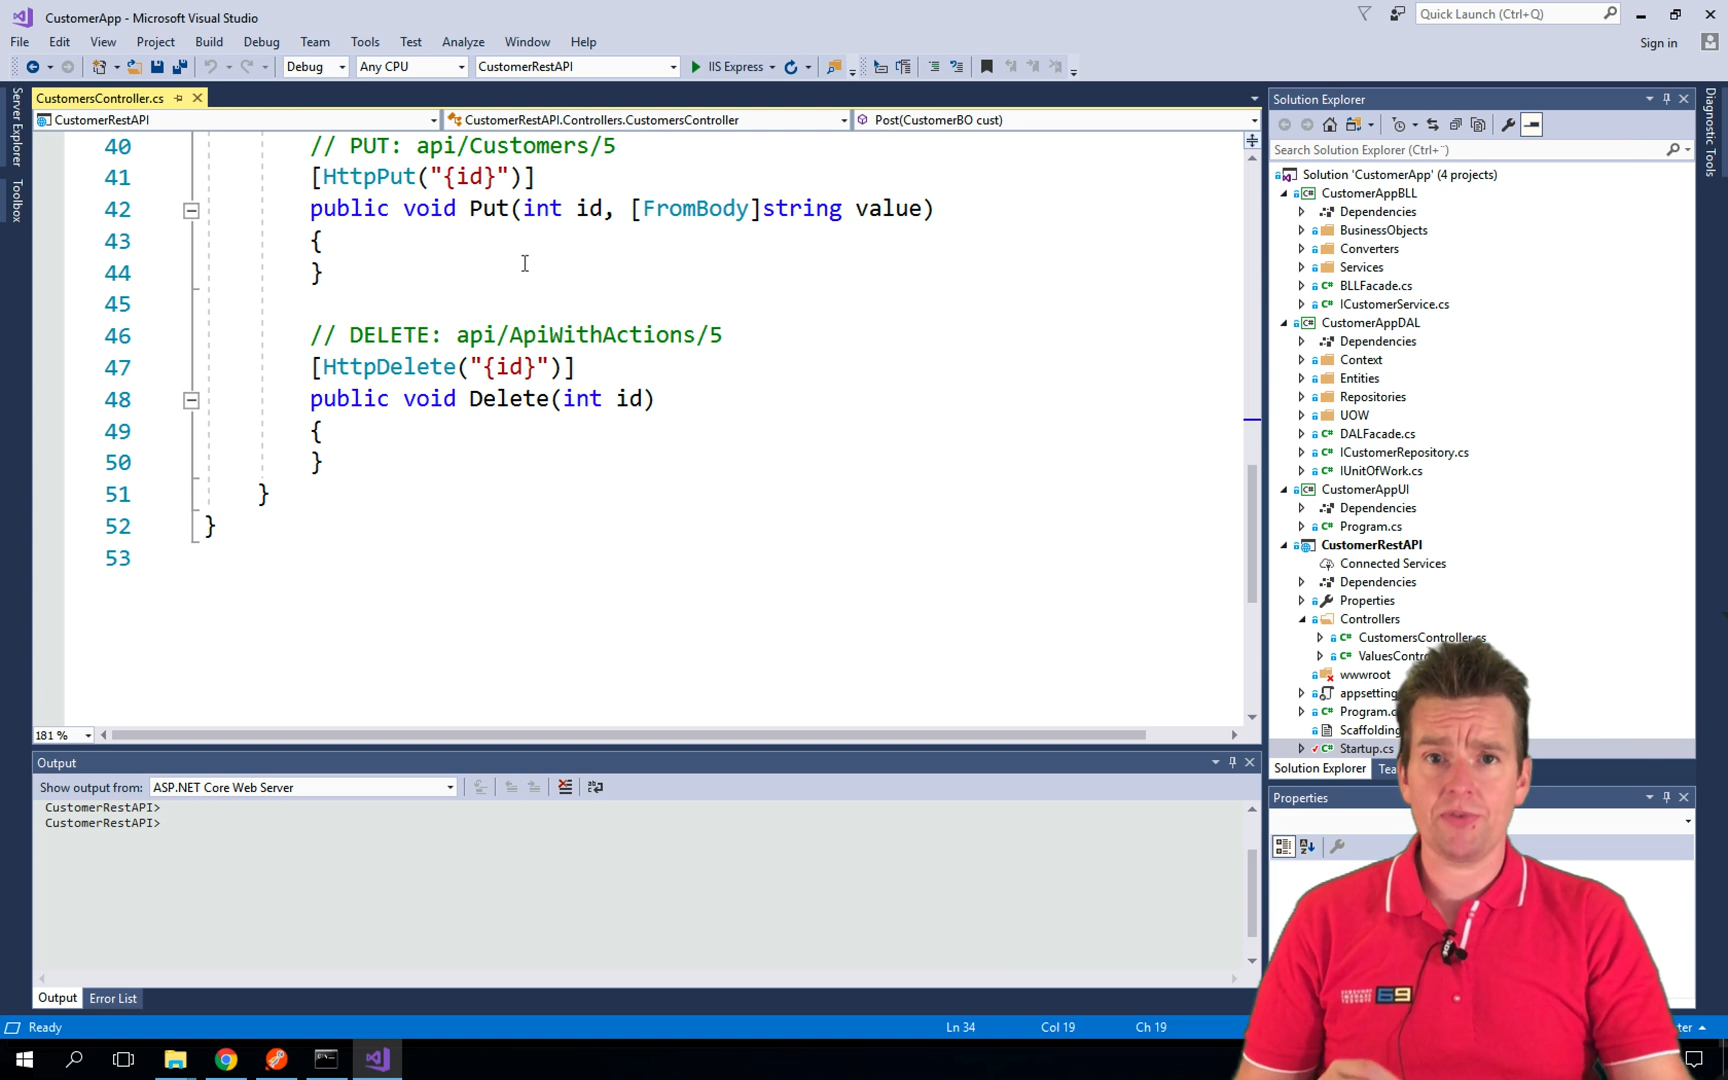 CustomerApp - Microsoft Visual Studio
Quick Launch (Ctrl+Q)
File Edit View Project Build Debug Team Tools Test Analyze Window Help
Sign in
Debug Any CPU CustomerRestAPI IIS Express
Server Explorer
Toolbox
CustomersController.cs
CustomerRestAPI CustomerRestAPI.Controllers.CustomersController Post(CustomerBO cust)
40 // PUT: api/Customers/5
41 [HttpPut("{id}")]
42 public void Put(int id, [FromBody]string value)
43 {
44 }
45
46 // DELETE: api/ApiWithActions/5
47 [HttpDelete("{id}")]
48 public void Delete(int id)
49 {
50 }
51 }
52 }
53
181 %
Output
Show output from: ASP.NET Core Web Server
CustomerRestAPI>
CustomerRestAPI>
Output Error List
Solution Explorer
Search Solution Explorer (Ctrl+¨)
Solution 'CustomerApp' (4 projects)
CustomerAppBLL
Dependencies
BusinessObjects
Converters
Services
BLLFacade.cs
ICustomerService.cs
CustomerAppDAL
Dependencies
Context
Entities
Repositories
UOW
DALFacade.cs
ICustomerRepository.cs
IUnitOfWork.cs
CustomerAppUI
Dependencies
Program.cs
CustomerRestAPI
Connected Services
Dependencies
Properties
Controllers
CustomersController.cs
ValuesContr
wwwroot
appsetting
Program.c
Scaffolding
Startup.cs
Solution Explorer Tea
Properties
Diagnostic Tools
Ready Ln 34 Col 19 Ch 19 ter
69